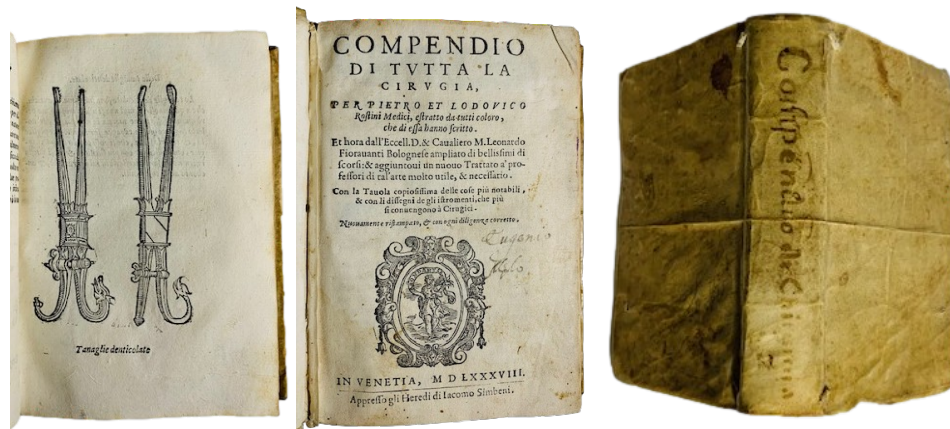 Tanaglie denticolate
COMPENDIO
DI TVTTA LA
CIRVGIA,
PER PIETRO ET LODOVICO
Rostini Medici, estratto da tutti coloro,
che di essa hanno scritto.
Et hora dall'Eccell. D. & Caualiero M. Leonardo
Fiorauanti Bolognese ampliato di bellissimi di
scorsi: & aggiuntoui un nuouo Trattato a' pro-
fessori di tal'arte molto utile, & necessario.
Con la Tauola copiosissima delle cose più notabili,
& con li dissegni de gli istromenti, che più
si conuengono à Cirugici.
Nuouamente ristampato, & con ogni diligenza corretto.
Eugenio
IN VENETIA, M D LXXXVIII.
Appresso gli Heredi di Iacomo Simbeni.
Compendio de